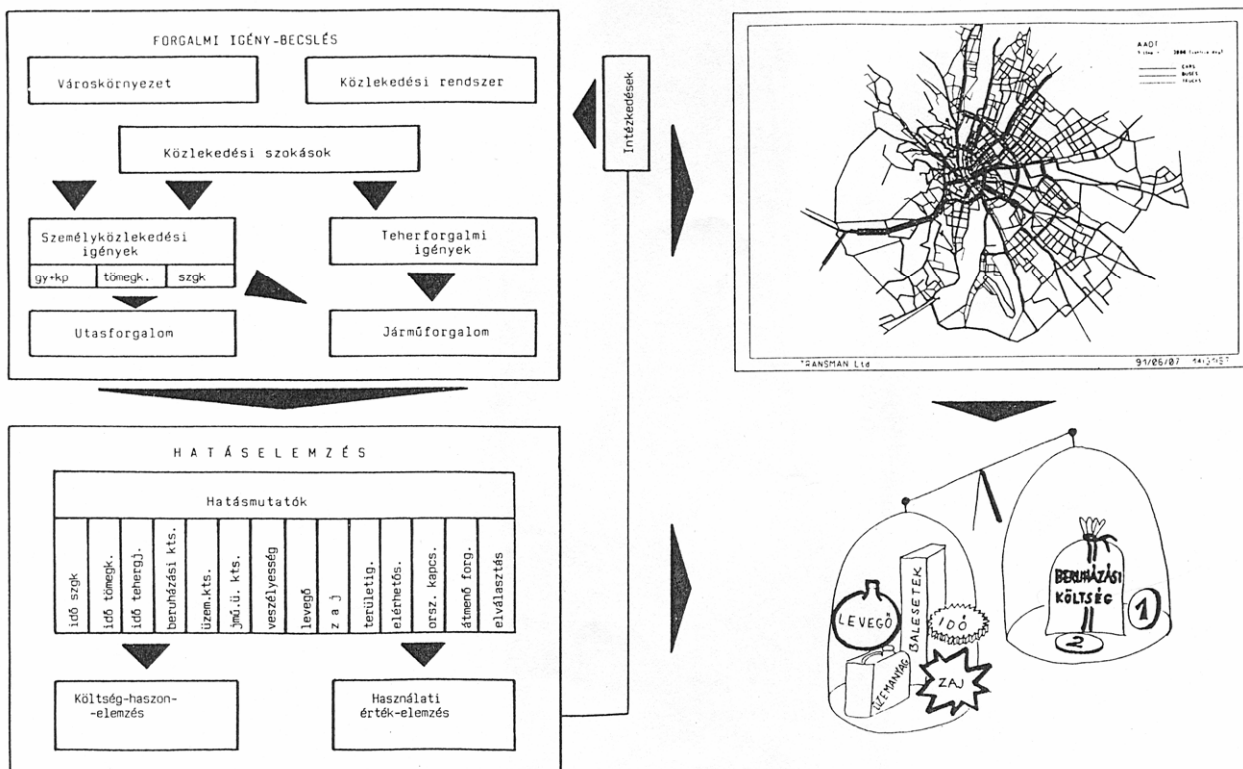 FORGALMI IGÉNY-BECSLÉS
Városkörnyezet
Közlekedési rendszer
Közlekedési szokások
Személyközlekedési
igények
gy+kp
tömegk.
szgk
Teherforgalmi
igények
Utasforgalom
Járműforgalom
Intézkedések
HATÁSELEMZÉS
Hatásmutatók
idő szgk
idő tömegk.
idő tehergj.
beruházási kts.
üzem.kts.
jmű.ü. kts.
veszélyesség
levegő
zaj
területig.
elérhetős.
orsz. kapcs.
átmenő forg.
elválasztás
Költség-haszon-
-elemzés
Használati
érték-elemzés
AADT
CARS
BUSES
TRUCKS
TRANSMAN Ltd
91/06/07
LEVEGŐ
BALESETEK
IDŐ
ÜZEMANYAG
ZAJ
BERUHÁZÁSI
KÖLTSÉG
1
2